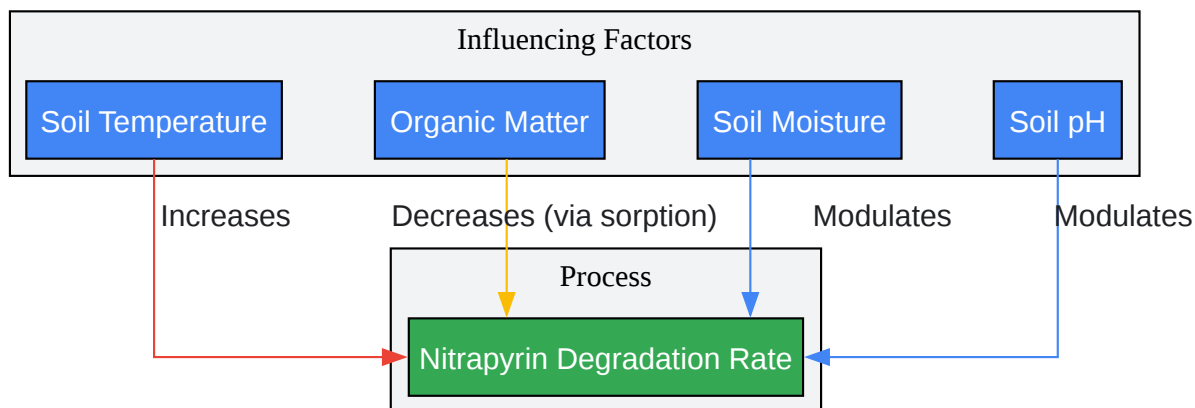 Influencing Factors
Soil Temperature
Organic Matter
Soil Moisture
Soil pH
Increases
Decreases (via sorption)
Modulates
Modulates
Process
Nitrapyrin Degradation Rate